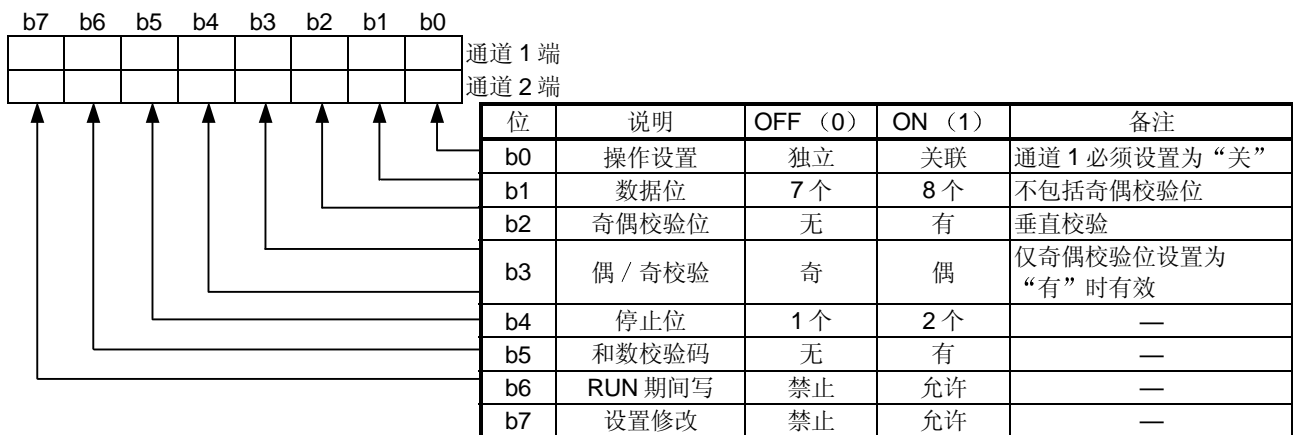 b7 b6 b5 b4 b3 b2 b1 b0
通道 1 端
通道 2 端
位 说明 OFF （0） ON （1） 备注
b0 操作设置 独立 关联 通道 1 必须设置为“关”
b1 数据位 7 个 8 个 不包括奇偶校验位
b2 奇偶校验位 无 有 垂直校验
b3 偶 / 奇校验 奇 偶 仅奇偶校验位设置为
“有”时有效
b4 停止位 1 个 2 个 —
b5 和数校验码 无 有 —
b6 RUN 期间写 禁止 允许 —
b7 设置修改 禁止 允许 —